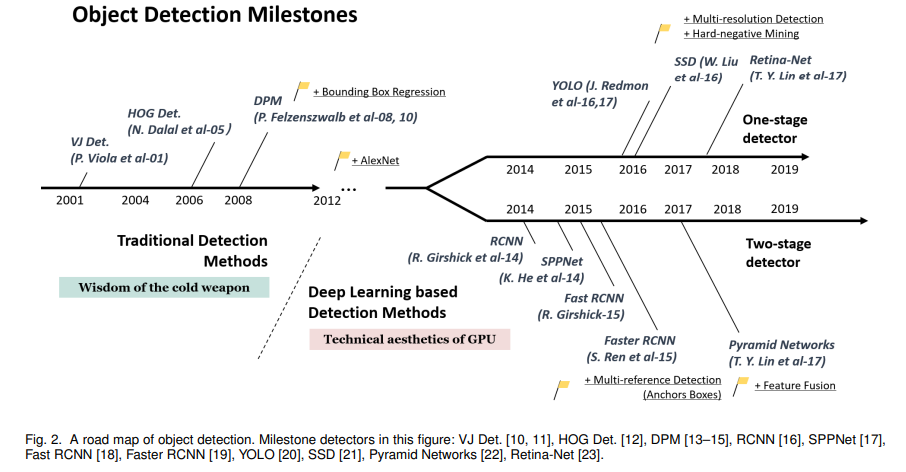 Object Detection Milestones
+ Multi-resolution Detection
+ Hard-negative Mining
SSD (W. Liu
et al-16)
Retina-Net
(T. Y. Lin et al-17)
YOLO (J. Redmon
et al-16,17)
+ Bounding Box Regression
DPM
(P. Felzenszwalb et al-08, 10)
HOG Det.
(N. Dalal et al-05)
VJ Det.
(P. Viola et al-01)
+ AlexNet
One-stage
detector
2014 2015 2016 2017 2018 2019
2001 2004 2006 2008 2012 ...
2014 2015 2016 2017 2018 2019
Two-stage
detector
Traditional Detection
Methods
Wisdom of the cold weapon
Deep Learning based
Detection Methods
Technical aesthetics of GPU
RCNN
(R. Girshick et al-14)
SPPNet
(K. He et al-14)
Fast RCNN
(R. Girshick-15)
Faster RCNN
(S. Ren et al-15)
+ Multi-reference Detection
(Anchors Boxes)
Pyramid Networks
(T. Y. Lin et al-17)
+ Feature Fusion
Fig. 2. A road map of object detection. Milestone detectors in this figure: VJ Det. [10, 11], HOG Det. [12], DPM [13–15], RCNN [16], SPPNet [17],
Fast RCNN [18], Faster RCNN [19], YOLO [20], SSD [21], Pyramid Networks [22], Retina-Net [23].